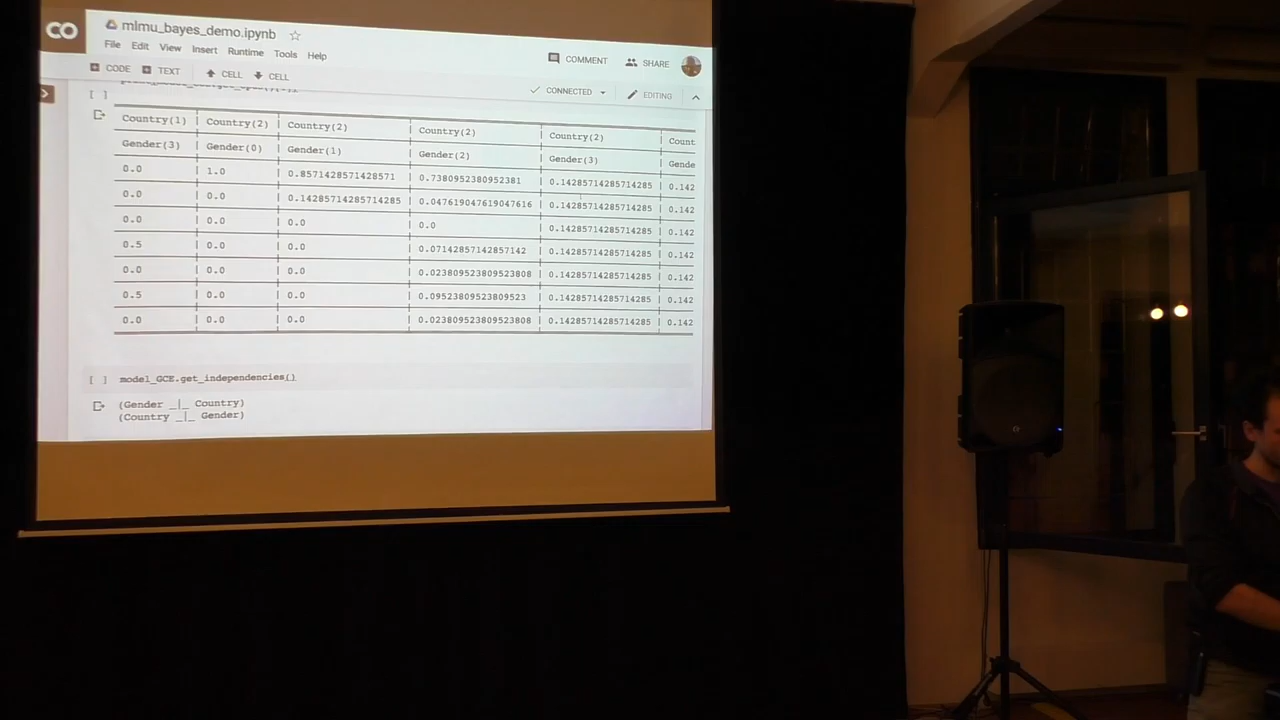 CO
mlmu_bayes_demo.ipynb
File Edit View Insert Runtime Tools Help
COMMENT SHARE
CODE TEXT CELL CELL
CONNECTED EDITING
[ ]
Country(1) | Country(2) | Country(2) | Country(2) | Country(2) | Count
Gender(3) | Gender(0) | Gender(1) | Gender(2) | Gender(3) | Gende
0.0 | 1.0 | 0.8571428571428571 | 0.7380952380952381 | 0.14285714285714285 | 0.142
0.0 | 0.0 | 0.14285714285714285 | 0.047619047619047616 | 0.14285714285714285 | 0.142
0.0 | 0.0 | 0.0 | 0.0 | 0.14285714285714285 | 0.142
0.5 | 0.0 | 0.0 | 0.07142857142857142 | 0.14285714285714285 | 0.142
0.0 | 0.0 | 0.0 | 0.023809523809523808 | 0.14285714285714285 | 0.142
0.5 | 0.0 | 0.0 | 0.09523809523809523 | 0.14285714285714285 | 0.142
0.0 | 0.0 | 0.0 | 0.023809523809523808 | 0.14285714285714285 | 0.142
[ ] model_GCE.get_independencies()
(Gender _|_ Country)
(Country _|_ Gender)